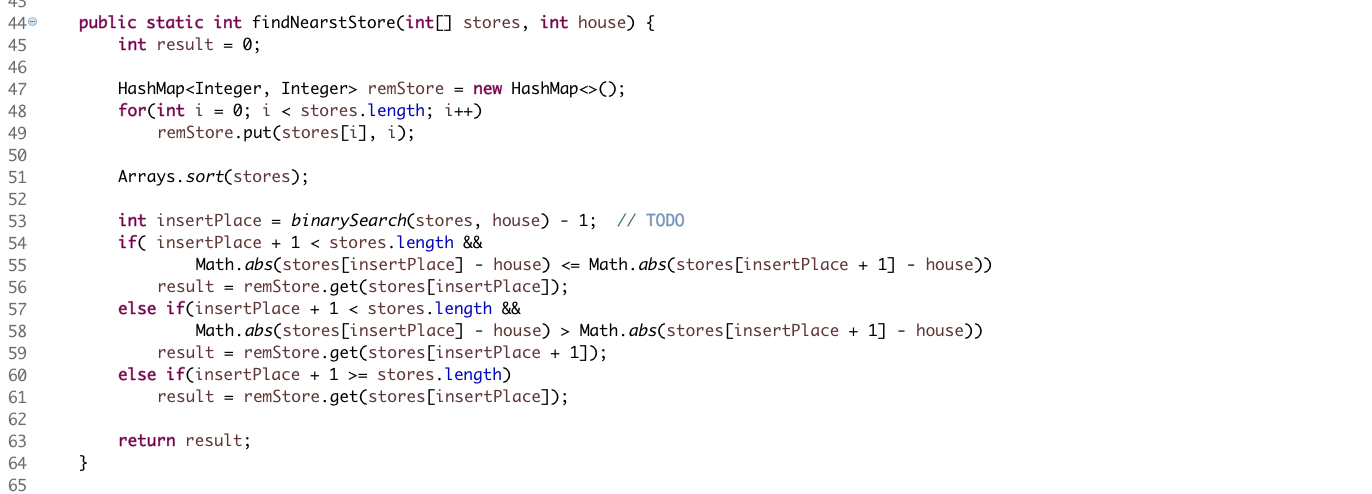 43
44 public static int findNearstStore(int[] stores, int house) {
45 int result = 0;
46
47 HashMap<Integer, Integer> remStore = new HashMap<>();
48 for(int i = 0; i < stores.length; i++)
49 remStore.put(stores[i], i);
50
51 Arrays.sort(stores);
52
53 int insertPlace = binarySearch(stores, house) - 1; // TODO
54 if( insertPlace + 1 < stores.length &&
55 Math.abs(stores[insertPlace] - house) <= Math.abs(stores[insertPlace + 1] - house))
56 result = remStore.get(stores[insertPlace]);
57 else if(insertPlace + 1 < stores.length &&
58 Math.abs(stores[insertPlace] - house) > Math.abs(stores[insertPlace + 1] - house))
59 result = remStore.get(stores[insertPlace + 1]);
60 else if(insertPlace + 1 >= stores.length)
61 result = remStore.get(stores[insertPlace]);
62
63 return result;
64 }
65